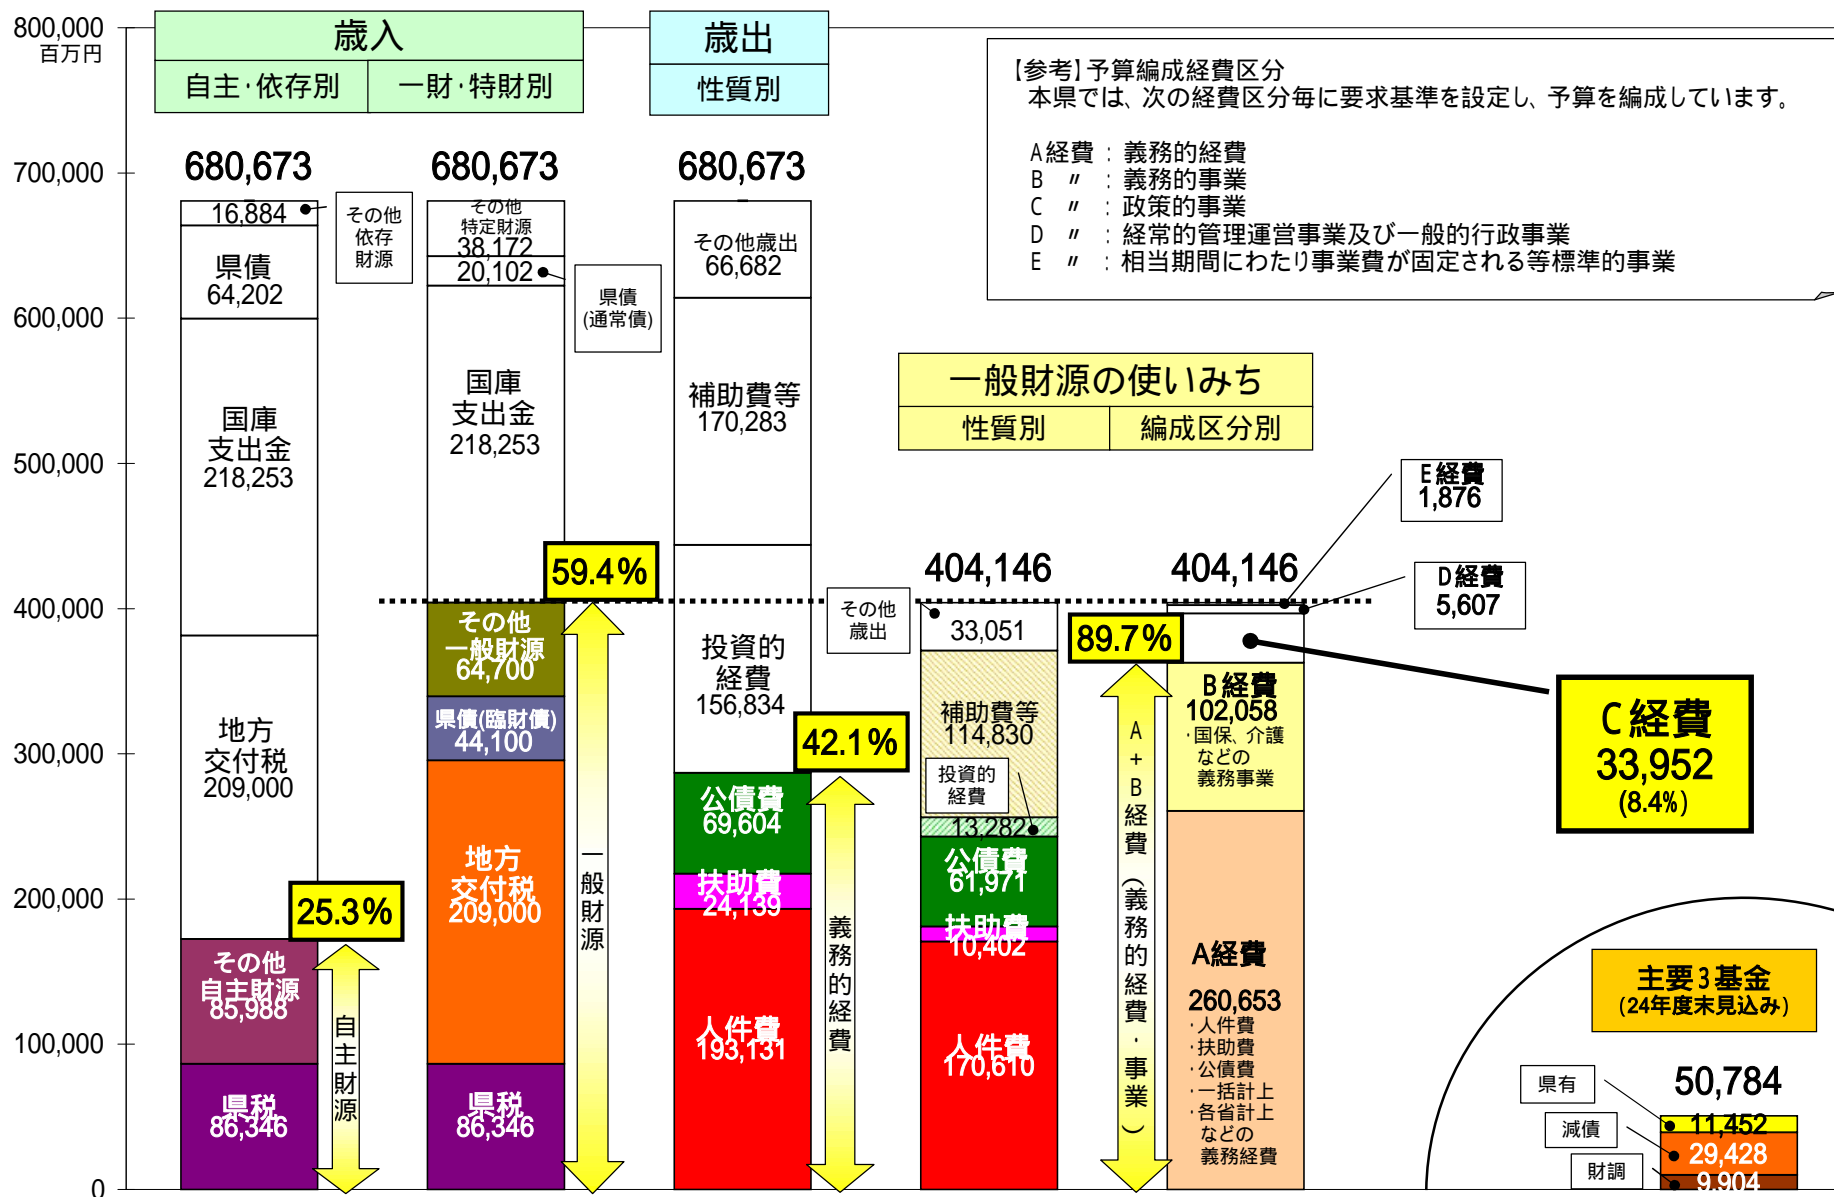 800,000
百万円
700,000
600,000
500,000
400,000
300,000
200,000
100,000
0
歳入
自主・依存別
一財・特財別
歳出
性質別
【参考】予算編成経費区分
本県では、次の経費区分毎に要求基準を設定し、予算を編成しています。
A経費 : 義務的経費
B 〃 : 義務的事業
C 〃 : 政策的事業
D 〃 : 経常的管理運営事業及び一般的行政事業
E 〃 : 相当期間にわたり事業費が固定される等標準的事業
680,673
16,884
その他
依存
財源
県債
64,202
国庫
支出金
218,253
地方
交付税
209,000
25.3%
その他
自主財源
85,988
県税
86,346
自主財源
680,673
その他
特定財源
38,172
20,102
県債
(通常債)
国庫
支出金
218,253
59.4%
その他
一般財源
64,700
県債(臨財債)
44,100
地方
交付税
209,000
県税
86,346
一般財源
680,673
その他歳出
66,682
補助費等
170,283
投資的
経費
156,834
42.1%
公債費
69,604
扶助費
24,139
人件費
193,131
義務的経費
一般財源の使いみち
性質別
編成区分別
404,146
その他
歳出
33,051
補助費等
114,830
投資的
経費
13,282
公債費
61,971
扶助費
10,402
人件費
170,610
89.7%
A+B経費(義務的経費・事業)
404,146
E経費
1,876
D経費
5,607
C経費
33,952
(8.4%)
B経費
102,058
・国保、介護
などの
義務事業
A経費
260,653
・人件費
・扶助費
・公債費
・一括計上
・各省計上
などの
義務経費
主要3基金
(24年度末見込み)
50,784
県有
11,452
減債
29,428
財調
9,904